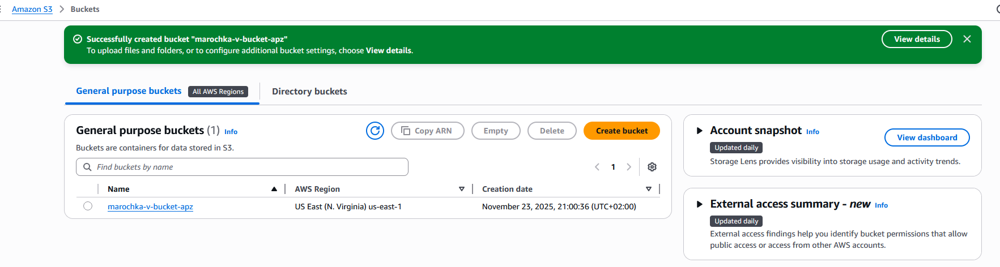 Amazon S3 > Buckets
Successfully created bucket "marochka-v-bucket-apz"
To upload files and folders, or to configure additional bucket settings, choose View details.
View details
General purpose buckets All AWS Regions Directory buckets
General purpose buckets (1) Info
Copy ARN Empty Delete Create bucket
Buckets are containers for data stored in S3.
Find buckets by name
1
Name AWS Region Creation date
marochka-v-bucket-apz US East (N. Virginia) us-east-1 November 23, 2025, 21:00:36 (UTC+02:00)
Account snapshot Info
View dashboard
Updated daily
Storage Lens provides visibility into storage usage and activity trends.
External access summary - new Info
Updated daily
External access findings help you identify bucket permissions that allow
public access or access from other AWS accounts.